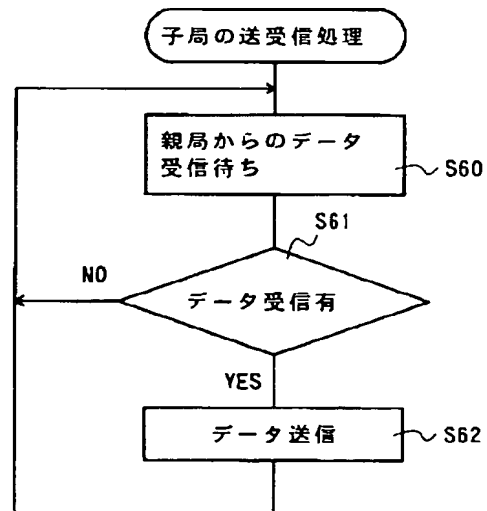 子局の送受信処理
親局からのデータ
受信待ち
S60
S61
NO
データ受信有
YES
データ送信
S62